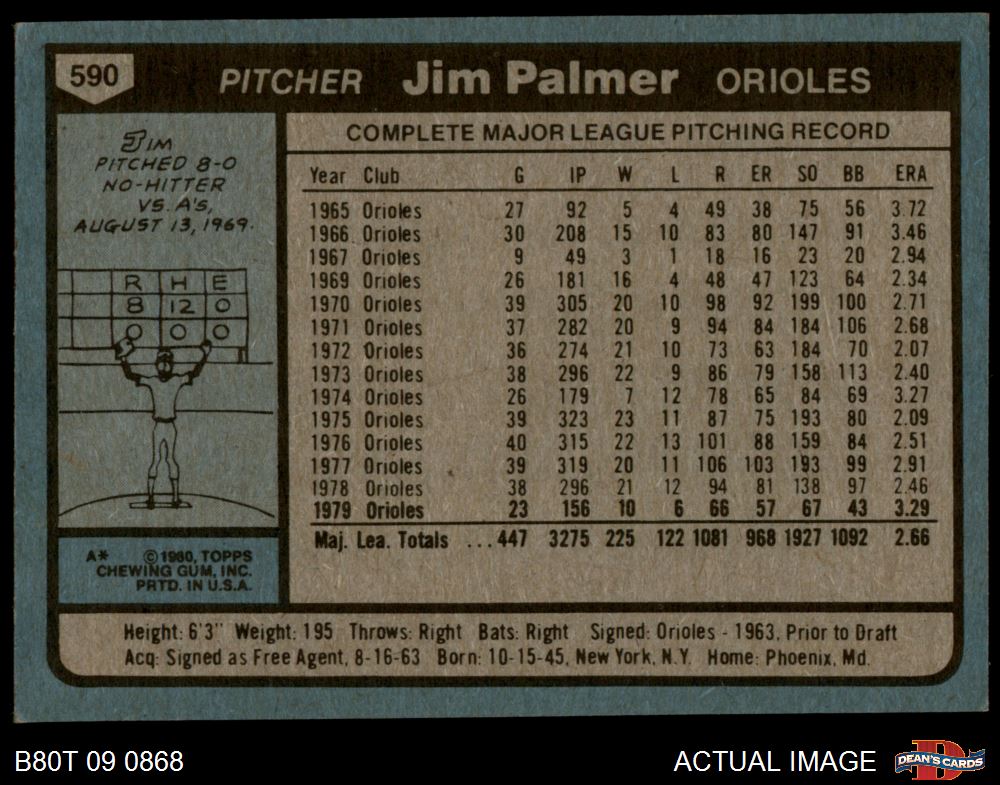 590 PITCHER Jim Palmer ORIOLES
JIM
PITCHED 8-0
NO-HITTER
VS. A'S,
AUGUST 13, 1969.
R H E
8 12 0
0 0 0
A* ©1980, TOPPS
CHEWING GUM, INC.
PRTD. IN U.S.A.
COMPLETE MAJOR LEAGUE PITCHING RECORD
Year Club G IP W L R ER SO BB ERA
1965 Orioles 27 92 5 4 49 38 75 56 3.72
1966 Orioles 30 208 15 10 83 80 147 91 3.46
1967 Orioles 9 49 3 1 18 16 23 20 2.94
1969 Orioles 26 181 16 4 48 47 123 64 2.34
1970 Orioles 39 305 20 10 98 92 199 100 2.71
1971 Orioles 37 282 20 9 94 84 184 106 2.68
1972 Orioles 36 274 21 10 73 63 184 70 2.07
1973 Orioles 38 296 22 9 86 79 158 113 2.40
1974 Orioles 26 179 7 12 78 65 84 69 3.27
1975 Orioles 39 323 23 11 87 75 193 80 2.09
1976 Orioles 40 315 22 13 101 88 159 84 2.51
1977 Orioles 39 319 20 11 106 103 193 99 2.91
1978 Orioles 38 296 21 12 94 81 138 97 2.46
1979 Orioles 23 156 10 6 66 57 67 43 3.29
Maj. Lea. Totals ...447 3275 225 122 1081 968 1927 1092 2.66
Height: 6'3" Weight: 195 Throws: Right Bats: Right Signed: Orioles - 1963, Prior to Draft
Acq: Signed as Free Agent, 8-16-63 Born: 10-15-45, New York, N.Y. Home: Phoenix, Md.
B80T 09 0868 ACTUAL IMAGE DEAN'S CARDS